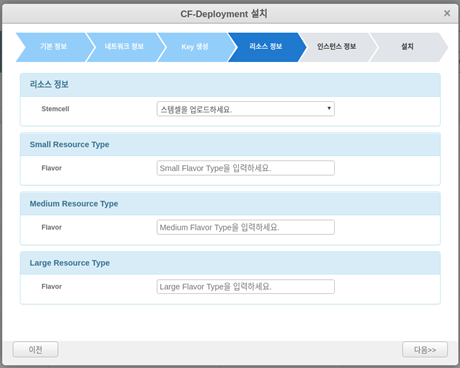 CF-Deployment 설치
기본 정보
네트워크 정보
Key 생성
리소스 정보
인스턴스 정보
설치
리소스 정보
Stemcell
스템셀을 업로드하세요.
Small Resource Type
Flavor
Small Flavor Type을 입력하세요.
Medium Resource Type
Flavor
Medium Flavor Type을 입력하세요.
Large Resource Type
Flavor
Large Flavor Type을 입력하세요.
이전
다음>>